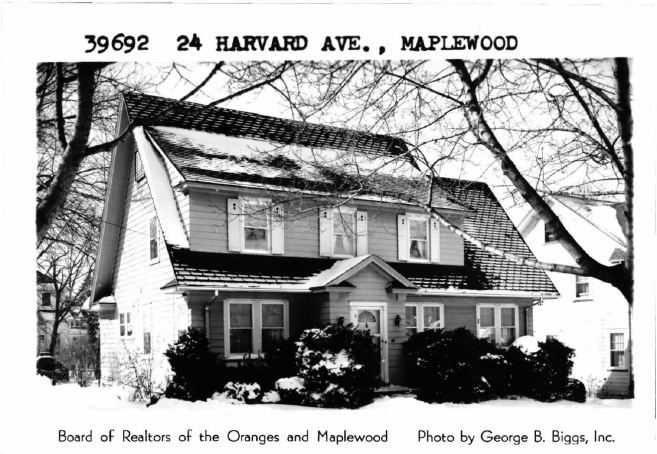 39692 24 HARVARD AVE., MAPLEWOOD
Board of Realtors of the Oranges and Maplewood Photo by George B. Biggs, Inc.